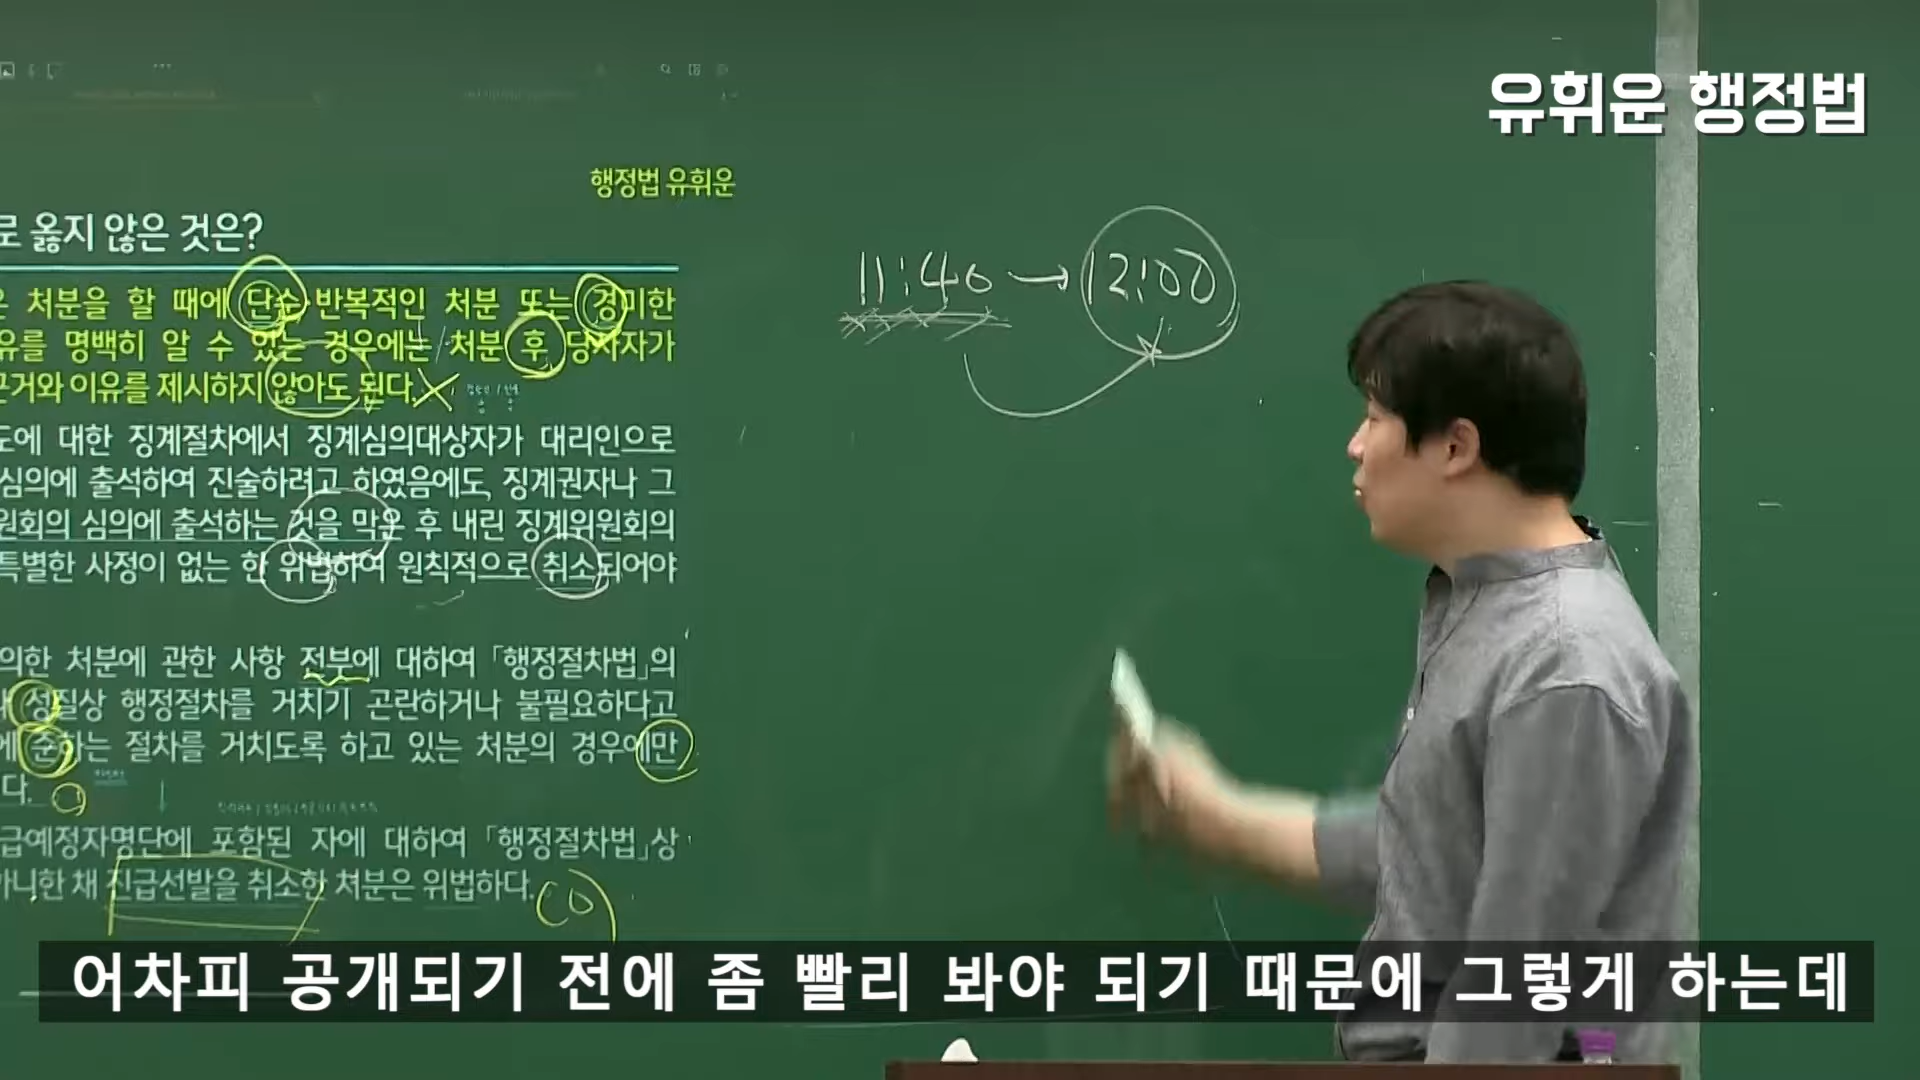 유휘운 행정법
행정법 유휘운
로 옳지 않은 것은?
은 처분을 할 때에 단순 반복적인 처분 또는 경미한
유를 명백히 알 수 있는 경우에는 처분 후 당사자가
근거와 이유를 제시하지 않아도 된다.
도에 대한 징계절차에서 징계심의대상자가 대리인으로
심의에 출석하여 진술하려고 하였음에도, 징계권자나 그
원회의 심의에 출석하는 것을 막은 후 내린 징계위원회의
특별한 사정이 없는 한 위법하여 원칙적으로 취소되어야
의한 처분에 관한 사항 전부에 대하여 「행정절차법」의
나 성질상 행정절차를 거치기 곤란하거나 불필요하다고
에 준하는 절차를 거치도록 하고 있는 처분의 경우에만
다.
급예정자명단에 포함된 자에 대하여 「행정절차법」상
아니한 채 진급선발을 취소한 처분은 위법하다.
(O)
11:40 → 12:00
어차피 공개되기 전에 좀 빨리 봐야 되기 때문에 그렇게 하는데